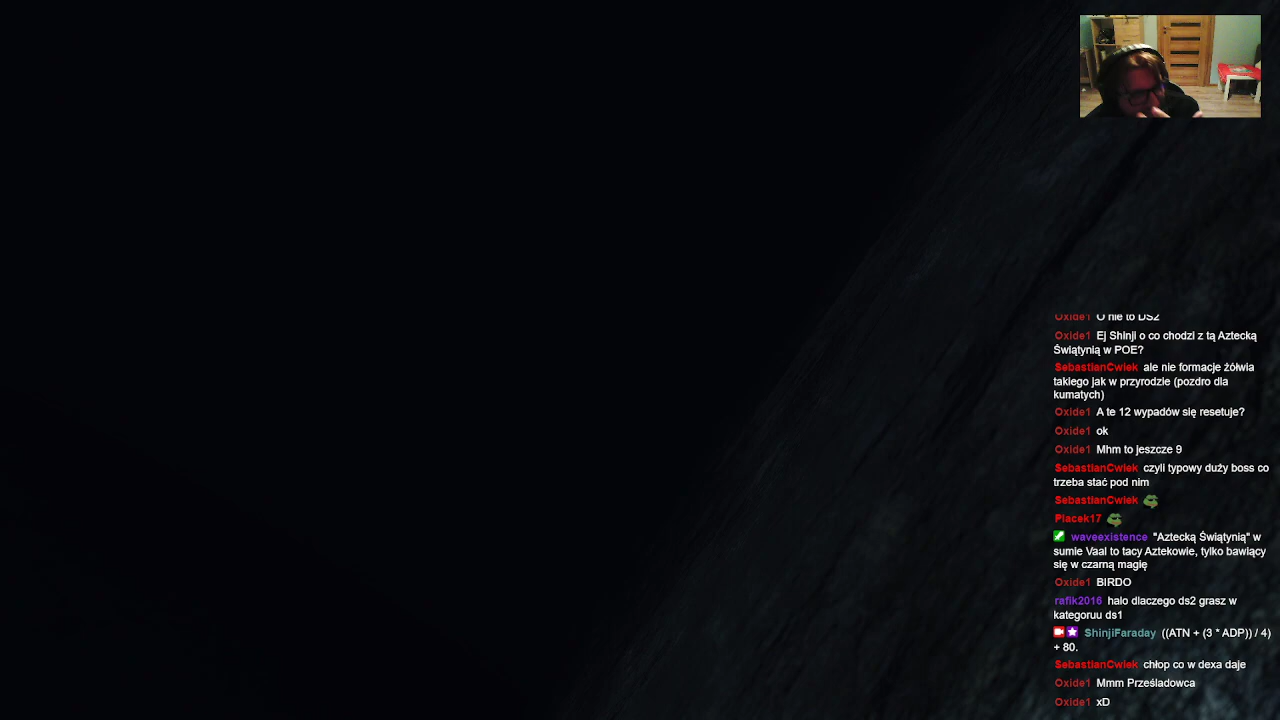 Oxide1 O nie to DS2
Oxide1 Ej Shinji o co chodzi z tą Aztecką
Świątynią w POE?
SebastianCwiek ale nie formacje żółwia
takiego jak w przyrodzie (pozdro dla
kumatych)
Oxide1 A te 12 wypadów się resetuje?
Oxide1 ok
Oxide1 Mhm to jeszcze 9
SebastianCwiek czyli typowy duży boss co
trzeba stać pod nim
SebastianCwiek
Placek17
waveexistence "Aztecką Świątynią" w
sumie Vaal to tacy Aztekowie, tylko bawiący
się w czarną magię
Oxide1 BIRDO
rafik2016 halo dlaczego ds2 grasz w
kategoruu ds1
ShinjiFaraday ((ATN + (3 * ADP)) / 4)
+ 80.
SebastianCwiek chłop co w dexa daje
Oxide1 Mmm Prześladowca
Oxide1 xD